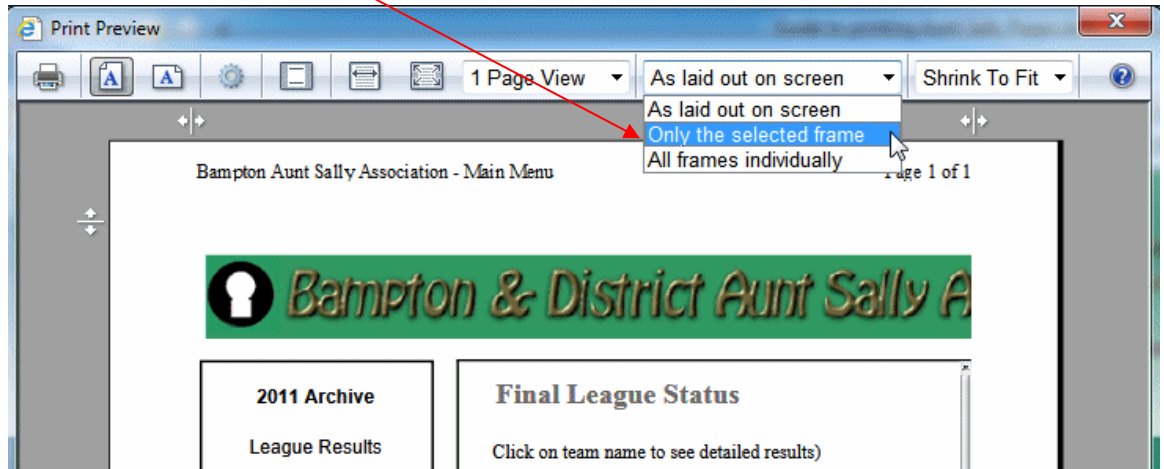 Print Preview
1 Page View
As laid out on screen
Shrink To Fit
As laid out on screen
Only the selected frame
All frames individually
Bampton Aunt Sally Association - Main Menu
Page 1 of 1
Bampton & District Aunt Sally A
2011 Archive
Final League Status
League Results
Click on team name to see detailed results)